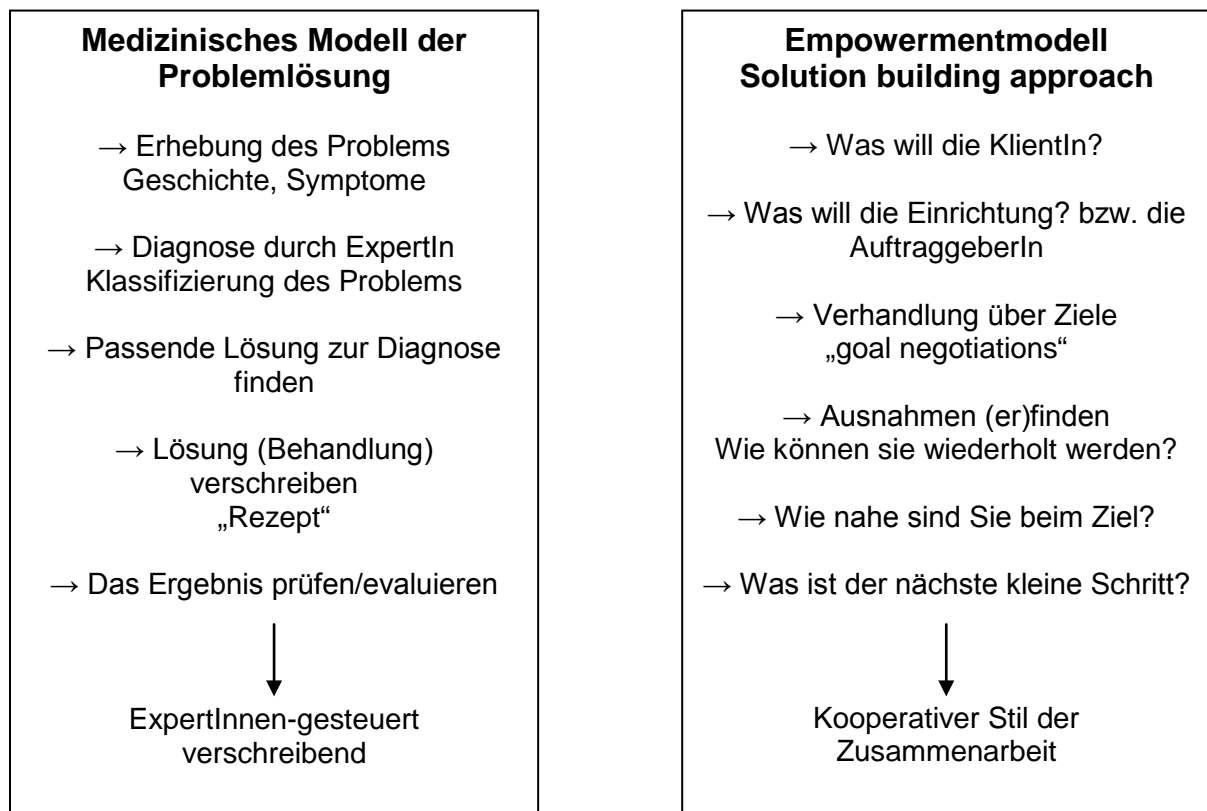 Medizinisches Modell der
Problemlösung
→ Erhebung des Problems
Geschichte, Symptome
→ Diagnose durch ExpertIn
Klassifizierung des Problems
→ Passende Lösung zur Diagnose
finden
→ Lösung (Behandlung)
verschreiben
„Rezept“
→ Das Ergebnis prüfen/evaluieren
ExpertInnen-gesteuert
verschreibend
Empowermentmodell
Solution building approach
→ Was will die KlientIn?
→ Was will die Einrichtung? bzw. die
AuftraggeberIn
→ Verhandlung über Ziele
„goal negotiations“
→ Ausnahmen (er)finden
Wie können sie wiederholt werden?
→ Wie nahe sind Sie beim Ziel?
→ Was ist der nächste kleine Schritt?
Kooperativer Stil der
Zusammenarbeit